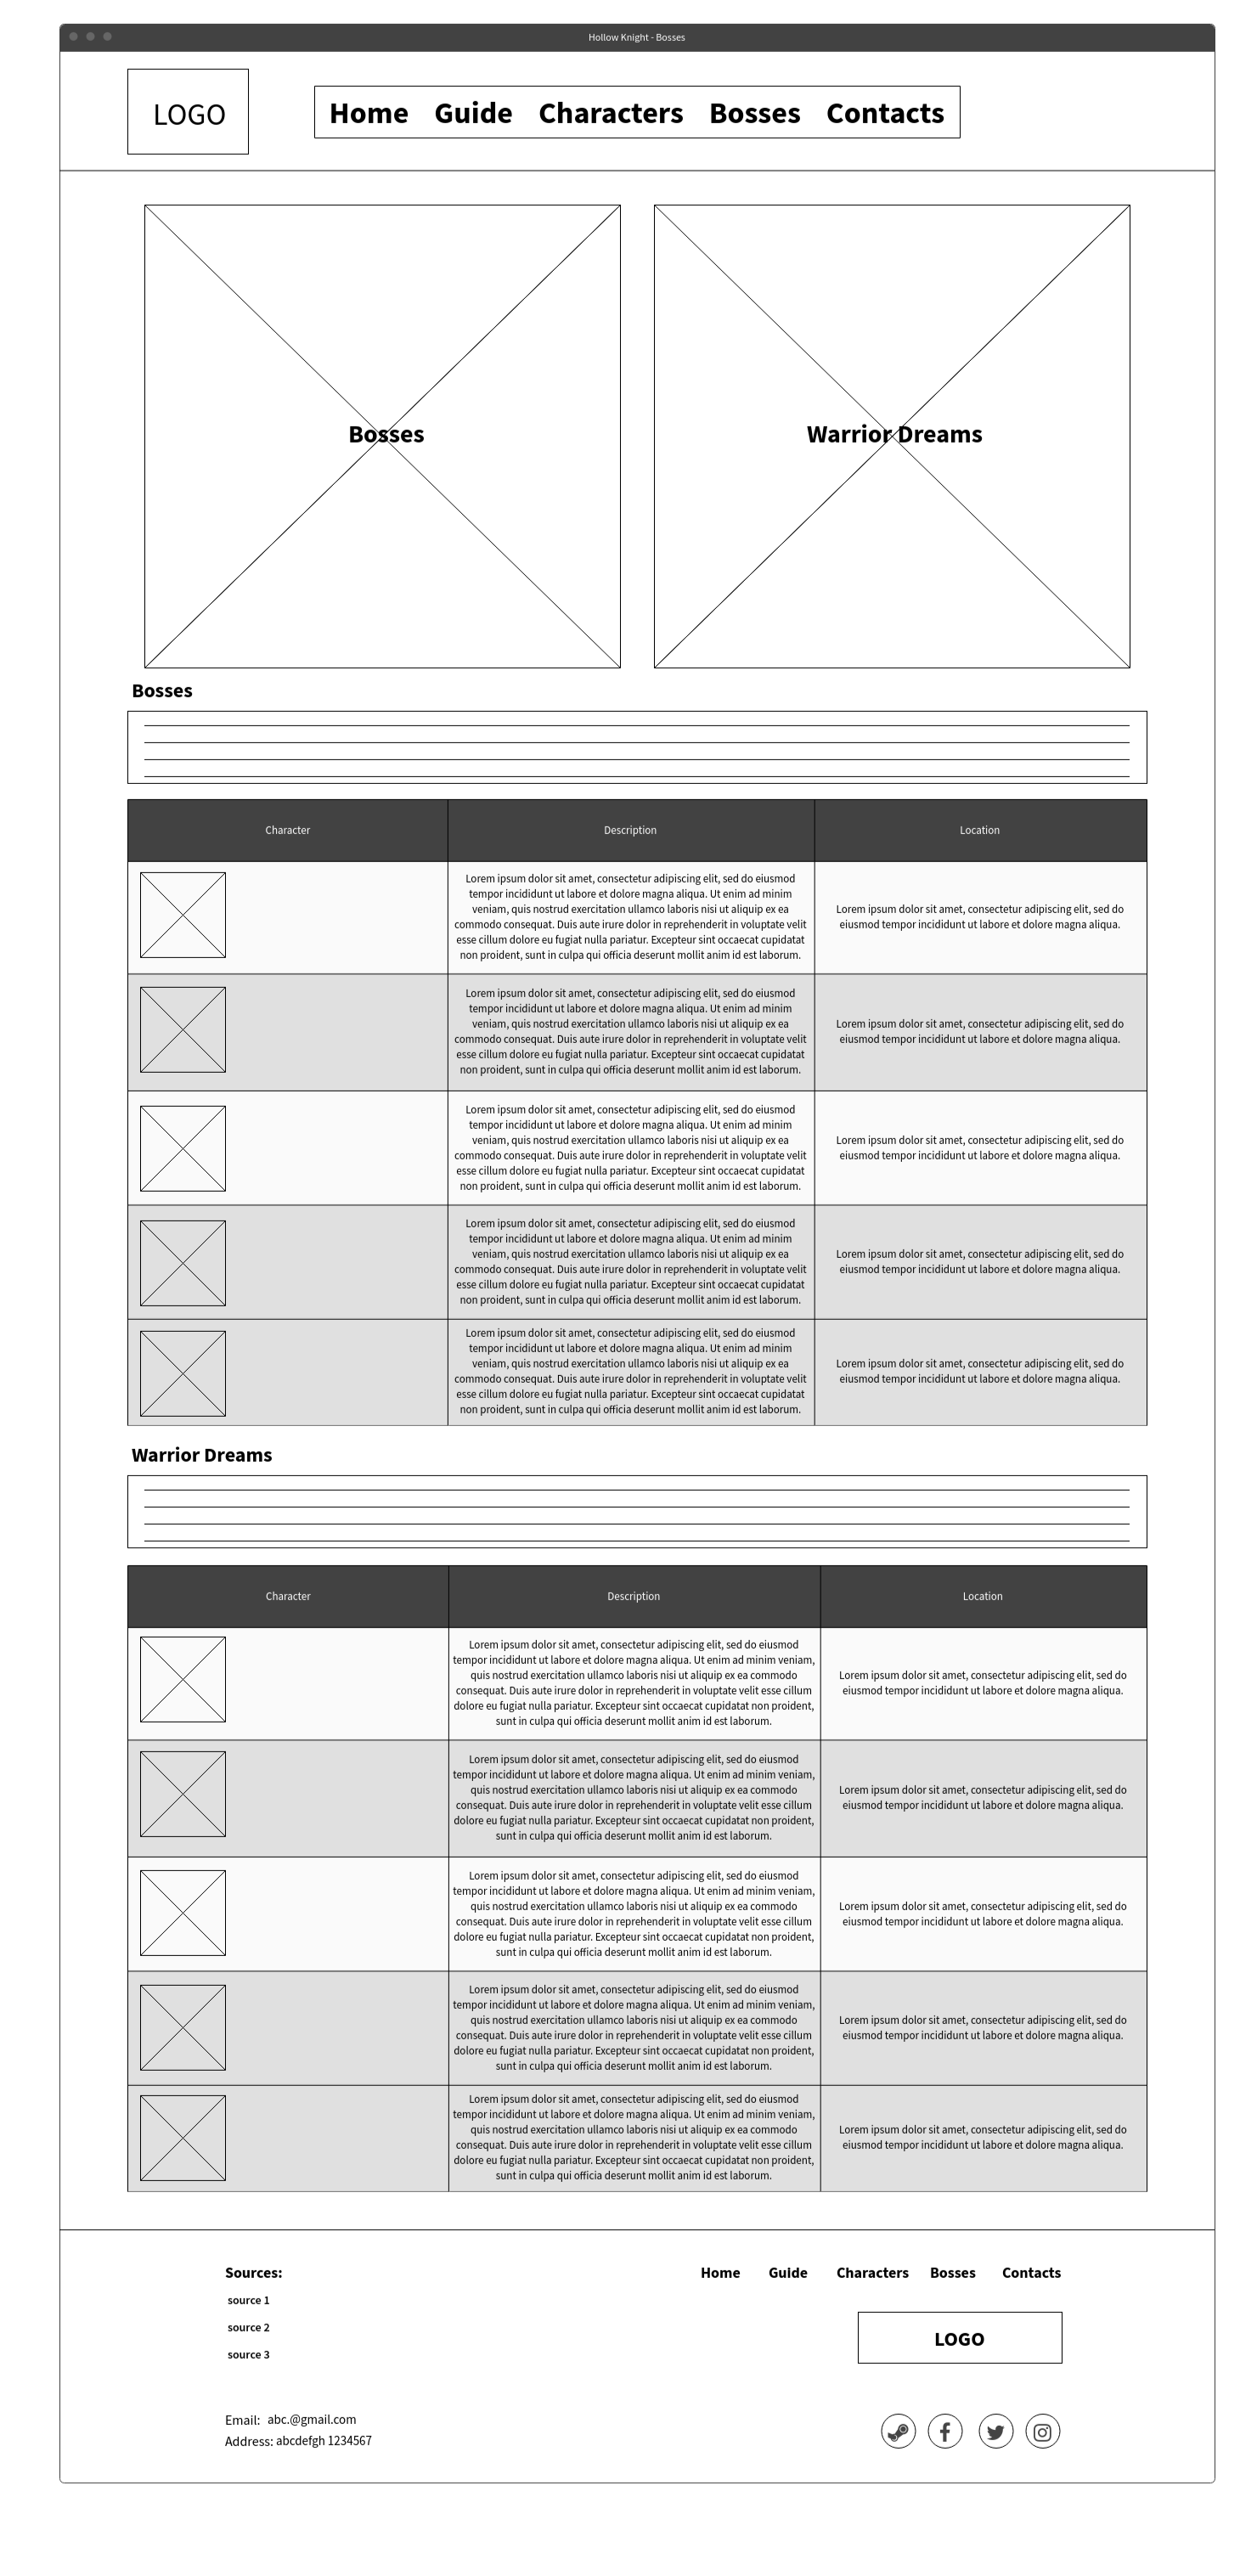 Hollow Knight - Bosses
LOGO
Home Guide Characters Bosses Contacts
Bosses
Warrior Dreams
Bosses
Character Description Location
Lorem ipsum dolor sit amet, consectetur adipiscing elit, sed do eiusmod
tempor incididunt ut labore et dolore magna aliqua. Ut enim ad minim
veniam, quis nostrud exercitation ullamco laboris nisi ut aliquip ex ea
commodo consequat. Duis aute irure dolor in reprehenderit in voluptate velit
esse cillum dolore eu fugiat nulla pariatur. Excepteur sint occaecat cupidatat
non proident, sunt in culpa qui officia deserunt mollit anim id est laborum.
Lorem ipsum dolor sit amet, consectetur adipiscing elit, sed do
eiusmod tempor incididunt ut labore et dolore magna aliqua.
Lorem ipsum dolor sit amet, consectetur adipiscing elit, sed do eiusmod
tempor incididunt ut labore et dolore magna aliqua. Ut enim ad minim
veniam, quis nostrud exercitation ullamco laboris nisi ut aliquip ex ea
commodo consequat. Duis aute irure dolor in reprehenderit in voluptate velit
esse cillum dolore eu fugiat nulla pariatur. Excepteur sint occaecat cupidatat
non proident, sunt in culpa qui officia deserunt mollit anim id est laborum.
Lorem ipsum dolor sit amet, consectetur adipiscing elit, sed do
eiusmod tempor incididunt ut labore et dolore magna aliqua.
Lorem ipsum dolor sit amet, consectetur adipiscing elit, sed do eiusmod
tempor incididunt ut labore et dolore magna aliqua. Ut enim ad minim
veniam, quis nostrud exercitation ullamco laboris nisi ut aliquip ex ea
commodo consequat. Duis aute irure dolor in reprehenderit in voluptate velit
esse cillum dolore eu fugiat nulla pariatur. Excepteur sint occaecat cupidatat
non proident, sunt in culpa qui officia deserunt mollit anim id est laborum.
Lorem ipsum dolor sit amet, consectetur adipiscing elit, sed do
eiusmod tempor incididunt ut labore et dolore magna aliqua.
Lorem ipsum dolor sit amet, consectetur adipiscing elit, sed do eiusmod
tempor incididunt ut labore et dolore magna aliqua. Ut enim ad minim
veniam, quis nostrud exercitation ullamco laboris nisi ut aliquip ex ea
commodo consequat. Duis aute irure dolor in reprehenderit in voluptate velit
esse cillum dolore eu fugiat nulla pariatur. Excepteur sint occaecat cupidatat
non proident, sunt in culpa qui officia deserunt mollit anim id est laborum.
Lorem ipsum dolor sit amet, consectetur adipiscing elit, sed do
eiusmod tempor incididunt ut labore et dolore magna aliqua.
Lorem ipsum dolor sit amet, consectetur adipiscing elit, sed do eiusmod
tempor incididunt ut labore et dolore magna aliqua. Ut enim ad minim
veniam, quis nostrud exercitation ullamco laboris nisi ut aliquip ex ea
commodo consequat. Duis aute irure dolor in reprehenderit in voluptate velit
esse cillum dolore eu fugiat nulla pariatur. Excepteur sint occaecat cupidatat
non proident, sunt in culpa qui officia deserunt mollit anim id est laborum.
Lorem ipsum dolor sit amet, consectetur adipiscing elit, sed do
eiusmod tempor incididunt ut labore et dolore magna aliqua.
Warrior Dreams
Character Description Location
Lorem ipsum dolor sit amet, consectetur adipiscing elit, sed do eiusmod
tempor incididunt ut labore et dolore magna aliqua. Ut enim ad minim veniam,
quis nostrud exercitation ullamco laboris nisi ut aliquip ex ea commodo
consequat. Duis aute irure dolor in reprehenderit in voluptate velit esse cillum
dolore eu fugiat nulla pariatur. Excepteur sint occaecat cupidatat non proident,
sunt in culpa qui officia deserunt mollit anim id est laborum.
Lorem ipsum dolor sit amet, consectetur adipiscing elit, sed do
eiusmod tempor incididunt ut labore et dolore magna aliqua.
Lorem ipsum dolor sit amet, consectetur adipiscing elit, sed do eiusmod
tempor incididunt ut labore et dolore magna aliqua. Ut enim ad minim veniam,
quis nostrud exercitation ullamco laboris nisi ut aliquip ex ea commodo
consequat. Duis aute irure dolor in reprehenderit in voluptate velit esse cillum
dolore eu fugiat nulla pariatur. Excepteur sint occaecat cupidatat non proident,
sunt in culpa qui officia deserunt mollit anim id est laborum.
Lorem ipsum dolor sit amet, consectetur adipiscing elit, sed do
eiusmod tempor incididunt ut labore et dolore magna aliqua.
Lorem ipsum dolor sit amet, consectetur adipiscing elit, sed do eiusmod
tempor incididunt ut labore et dolore magna aliqua. Ut enim ad minim veniam,
quis nostrud exercitation ullamco laboris nisi ut aliquip ex ea commodo
consequat. Duis aute irure dolor in reprehenderit in voluptate velit esse cillum
dolore eu fugiat nulla pariatur. Excepteur sint occaecat cupidatat non proident,
sunt in culpa qui officia deserunt mollit anim id est laborum.
Lorem ipsum dolor sit amet, consectetur adipiscing elit, sed do
eiusmod tempor incididunt ut labore et dolore magna aliqua.
Lorem ipsum dolor sit amet, consectetur adipiscing elit, sed do eiusmod
tempor incididunt ut labore et dolore magna aliqua. Ut enim ad minim veniam,
quis nostrud exercitation ullamco laboris nisi ut aliquip ex ea commodo
consequat. Duis aute irure dolor in reprehenderit in voluptate velit esse cillum
dolore eu fugiat nulla pariatur. Excepteur sint occaecat cupidatat non proident,
sunt in culpa qui officia deserunt mollit anim id est laborum.
Lorem ipsum dolor sit amet, consectetur adipiscing elit, sed do
eiusmod tempor incididunt ut labore et dolore magna aliqua.
Lorem ipsum dolor sit amet, consectetur adipiscing elit, sed do eiusmod
tempor incididunt ut labore et dolore magna aliqua. Ut enim ad minim veniam,
quis nostrud exercitation ullamco laboris nisi ut aliquip ex ea commodo
consequat. Duis aute irure dolor in reprehenderit in voluptate velit esse cillum
dolore eu fugiat nulla pariatur. Excepteur sint occaecat cupidatat non proident,
sunt in culpa qui officia deserunt mollit anim id est laborum.
Lorem ipsum dolor sit amet, consectetur adipiscing elit, sed do
eiusmod tempor incididunt ut labore et dolore magna aliqua.
Sources:
source 1
source 2
source 3
Email: abc.@gmail.com
Address: abcdefgh 1234567
Home Guide Characters Bosses Contacts
LOGO